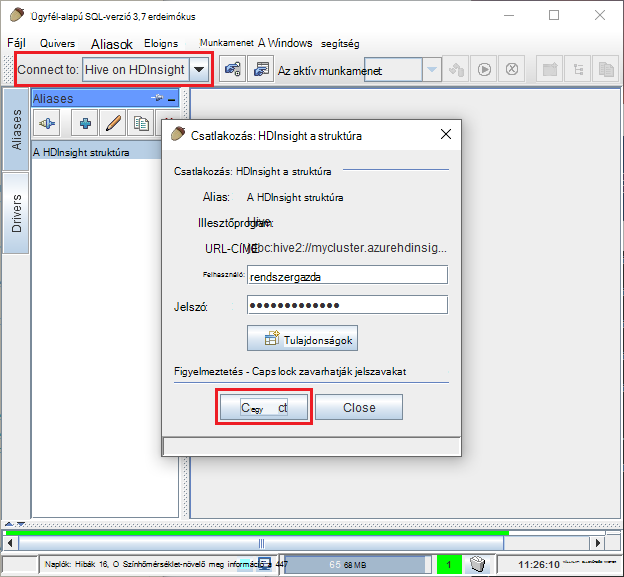 Ügyfél-alapú SQL-verzió 3,7 erdeimókus
Fájl Quivers Aliasok Eloigns Munkamenet A Windows segítség
Connect to: Hive on HDInsight Az aktív munkamenet
Aliases
Aliases
Drivers
A HDInsight struktúra
Csatlakozás: HDInsight a struktúra
Csatlakozás: HDInsight a struktúra
Alias: A HDInsight struktúra
Illesztőprogram: Hive
URL-CÍME jdbc:hive2://mycluster.azurehdinsig...
Felhasználó: rendszergazda
Jelszó: ●●●●●●●●●●●●●
Tulajdonságok
Figyelmeztetés - Caps lock zavarhatják jelszavakat
C egy ct Close
Naplók: Hibák 16, O Színhőmérséklet-növelő meg információ a 447 65 68 MB 1 11:26:10